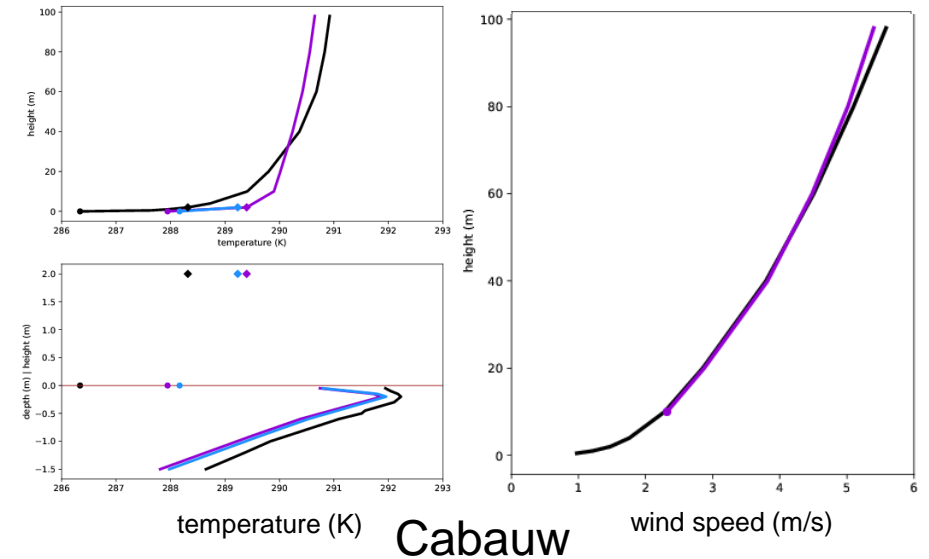 100
80
60
40
20
0
height (m)
286 287 288 289 290 291 292 293
temperature (K)
2.0
1.5
1.0
0.5
0.0
−0.5
−1.0
−1.5
depth (m) | height (m)
286 287 288 289 290 291 292 293
temperature (K)
100
80
60
40
20
0
height (m)
0 1 2 3 4 5 6
wind speed (m/s)
Cabauw